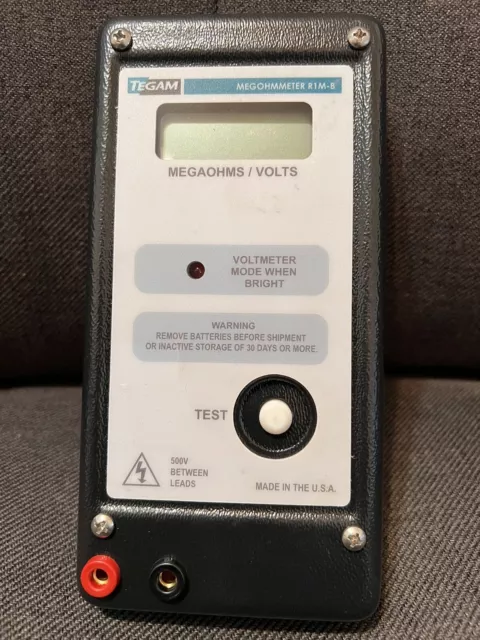 TEGAM
MEGOHMMETER R1M-B
MEGAOHMS / VOLTS
VOLTMETER
MODE WHEN
BRIGHT
WARNING
REMOVE BATTERIES BEFORE SHIPMENT
OR INACTIVE STORAGE OF 30 DAYS OR MORE.
TEST
500V
BETWEEN
LEADS
MADE IN THE U.S.A.